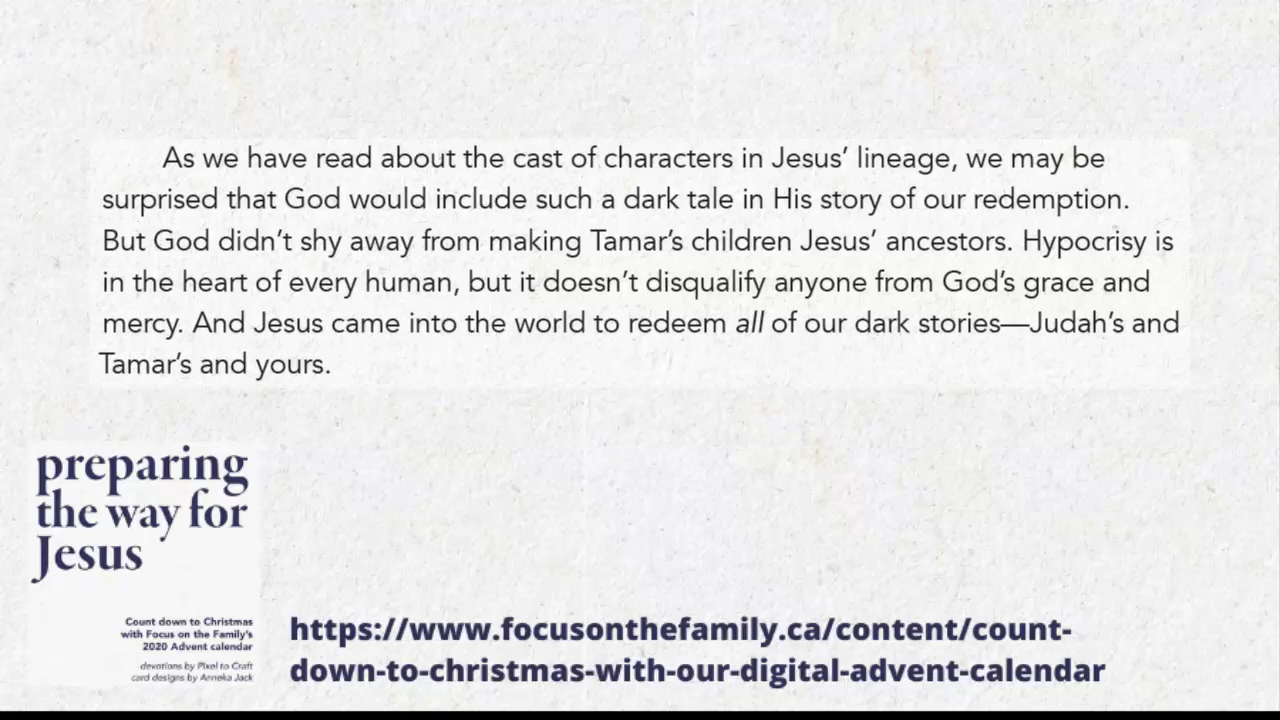 As we have read about the cast of characters in Jesus’ lineage, we may be
surprised that God would include such a dark tale in His story of our redemption.
But God didn’t shy away from making Tamar’s children Jesus’ ancestors. Hypocrisy is
in the heart of every human, but it doesn’t disqualify anyone from God’s grace and
mercy. And Jesus came into the world to redeem all of our dark stories—Judah’s and
Tamar’s and yours.
preparing
the way for
Jesus
Count down to Christmas
with Focus on the Family's
2020 Advent calendar
devotions by Pixel to Craft
card designs by Anneka Jack
https://www.focusonthefamily.ca/content/count-
down-to-christmas-with-our-digital-advent-calendar